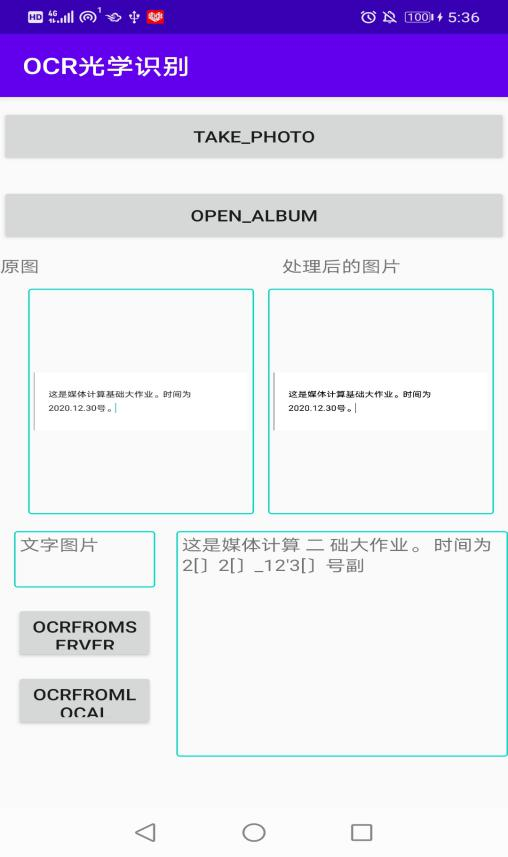 HD 4G 1 100 5:36
OCR光学识别
TAKE_PHOTO
OPEN_ALBUM
原图 处理后的图片
这是媒体计算基础大作业。时间为
2020.12.30号。
这是媒体计算基础大作业。时间为
2020.12.30号。
文字图片
这是媒体计算 二 础大作业。 时间为
2[〕2[〕_12'3[〕号副
OCRFROMS
ERVER
OCRFROML
OCAL